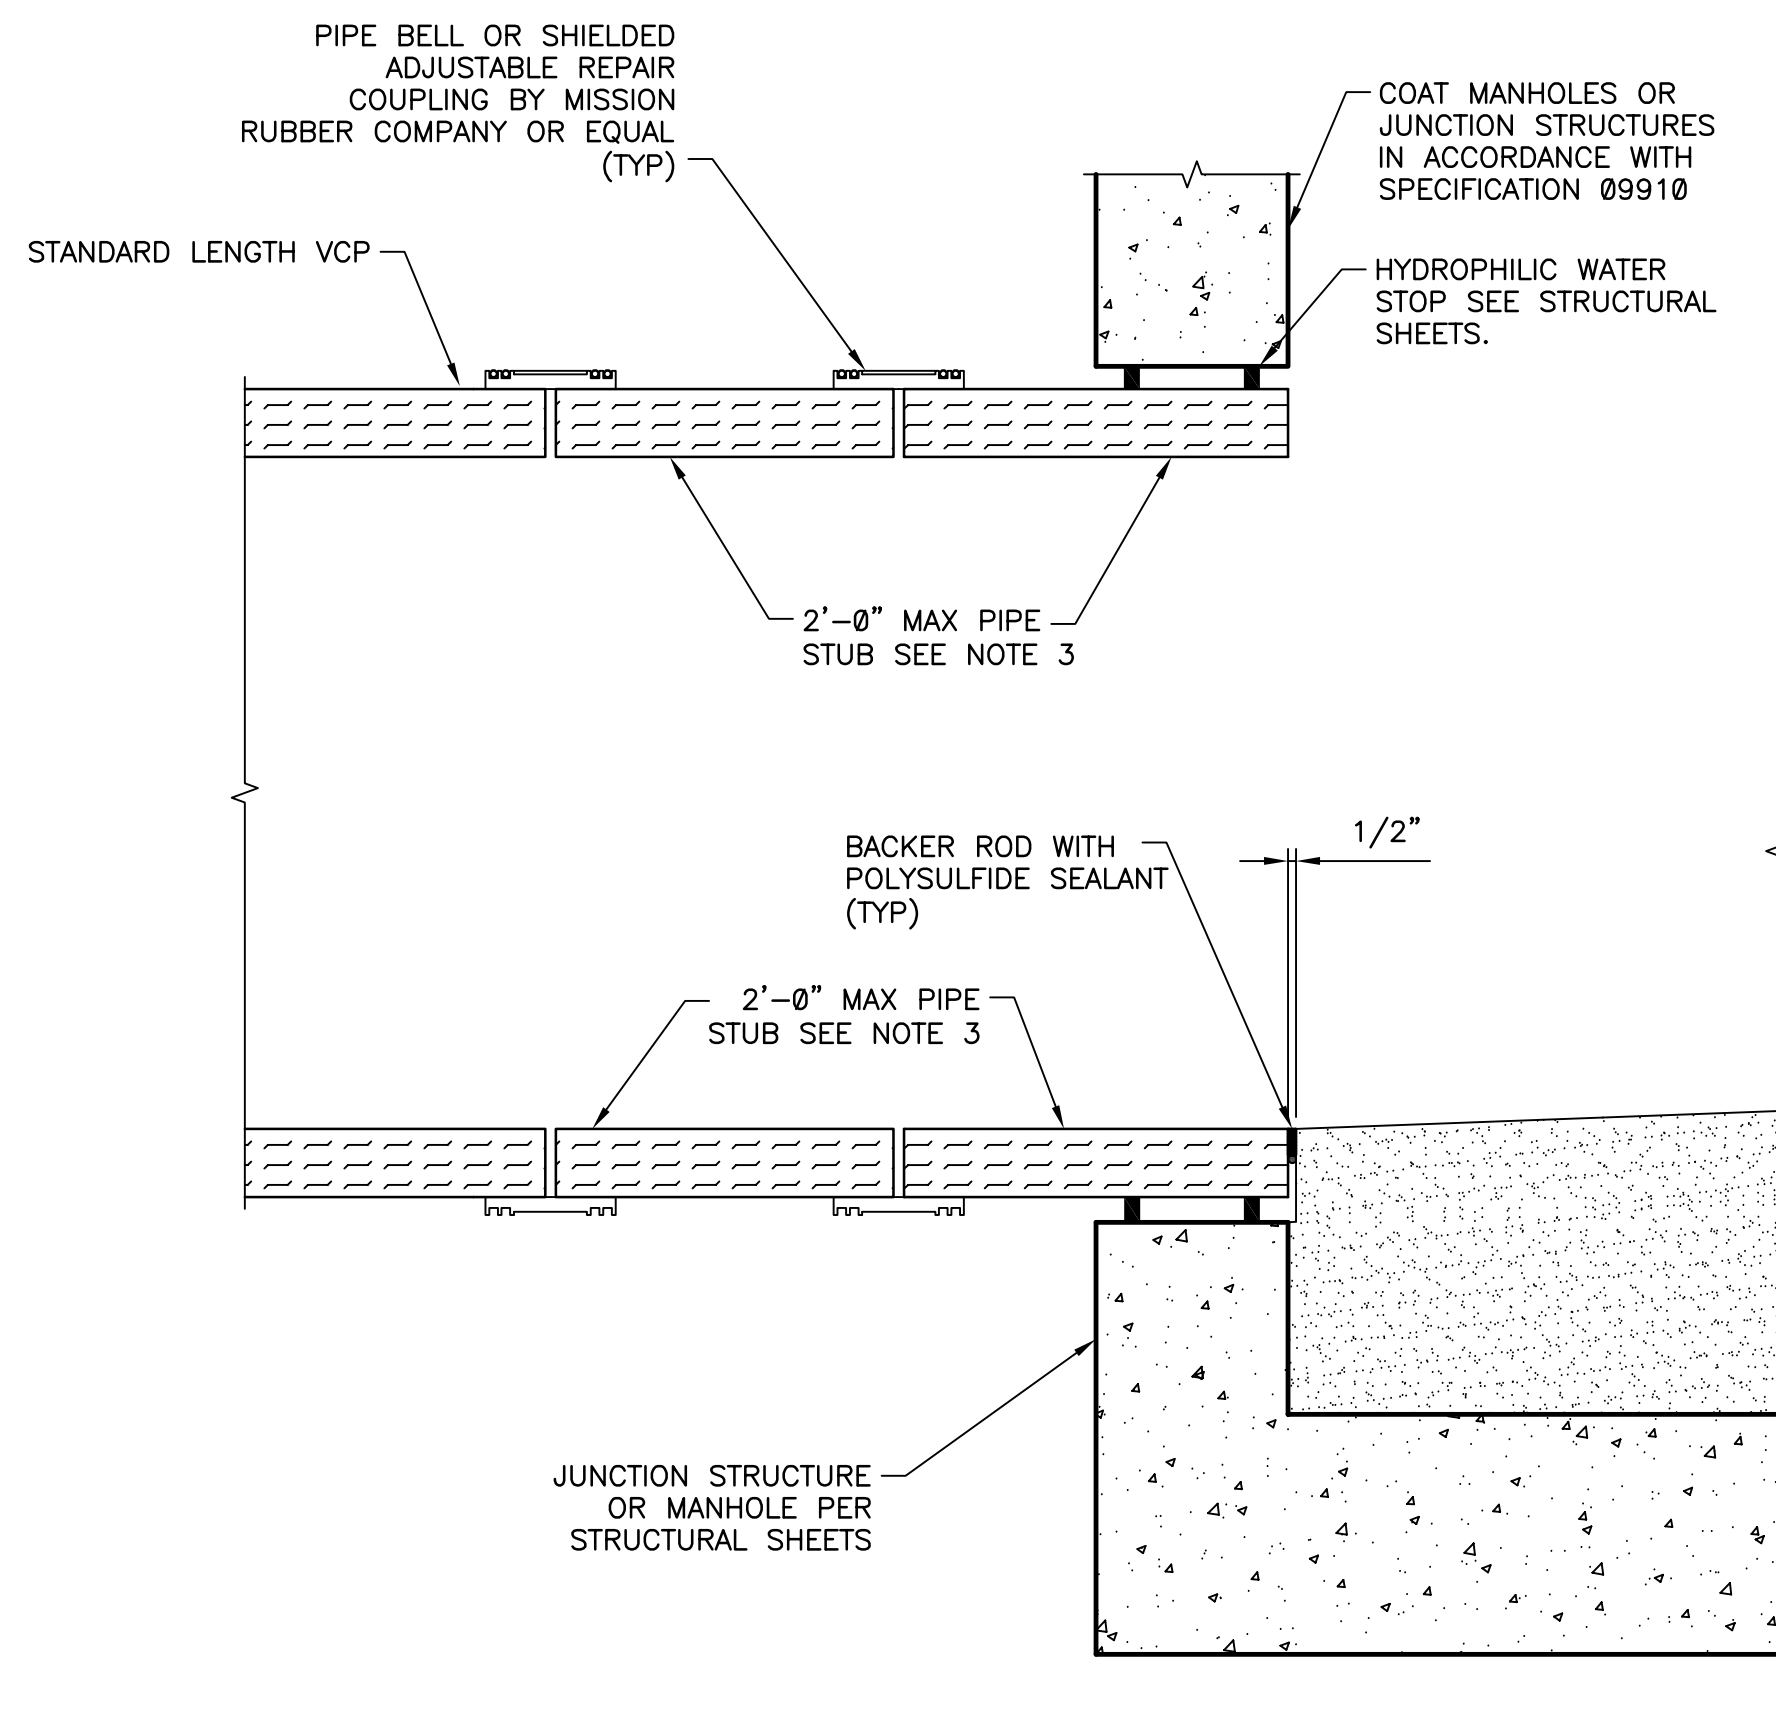 PIPE BELL OR SHIELDED
ADJUSTABLE REPAIR
COUPLING BY MISSION
RUBBER COMPANY OR EQUAL
(TYP)
COAT MANHOLES OR
JUNCTION STRUCTURES
IN ACCORDANCE WITH
SPECIFICATION 09910
STANDARD LENGTH VCP
HYDROPHILIC WATER
STOP SEE STRUCTURAL
SHEETS.
2'-0" MAX PIPE
STUB SEE NOTE 3
1/2"
BACKER ROD WITH
POLYSULFIDE SEALANT
(TYP)
2'-0" MAX PIPE
STUB SEE NOTE 3
JUNCTION STRUCTURE
OR MANHOLE PER
STRUCTURAL SHEETS